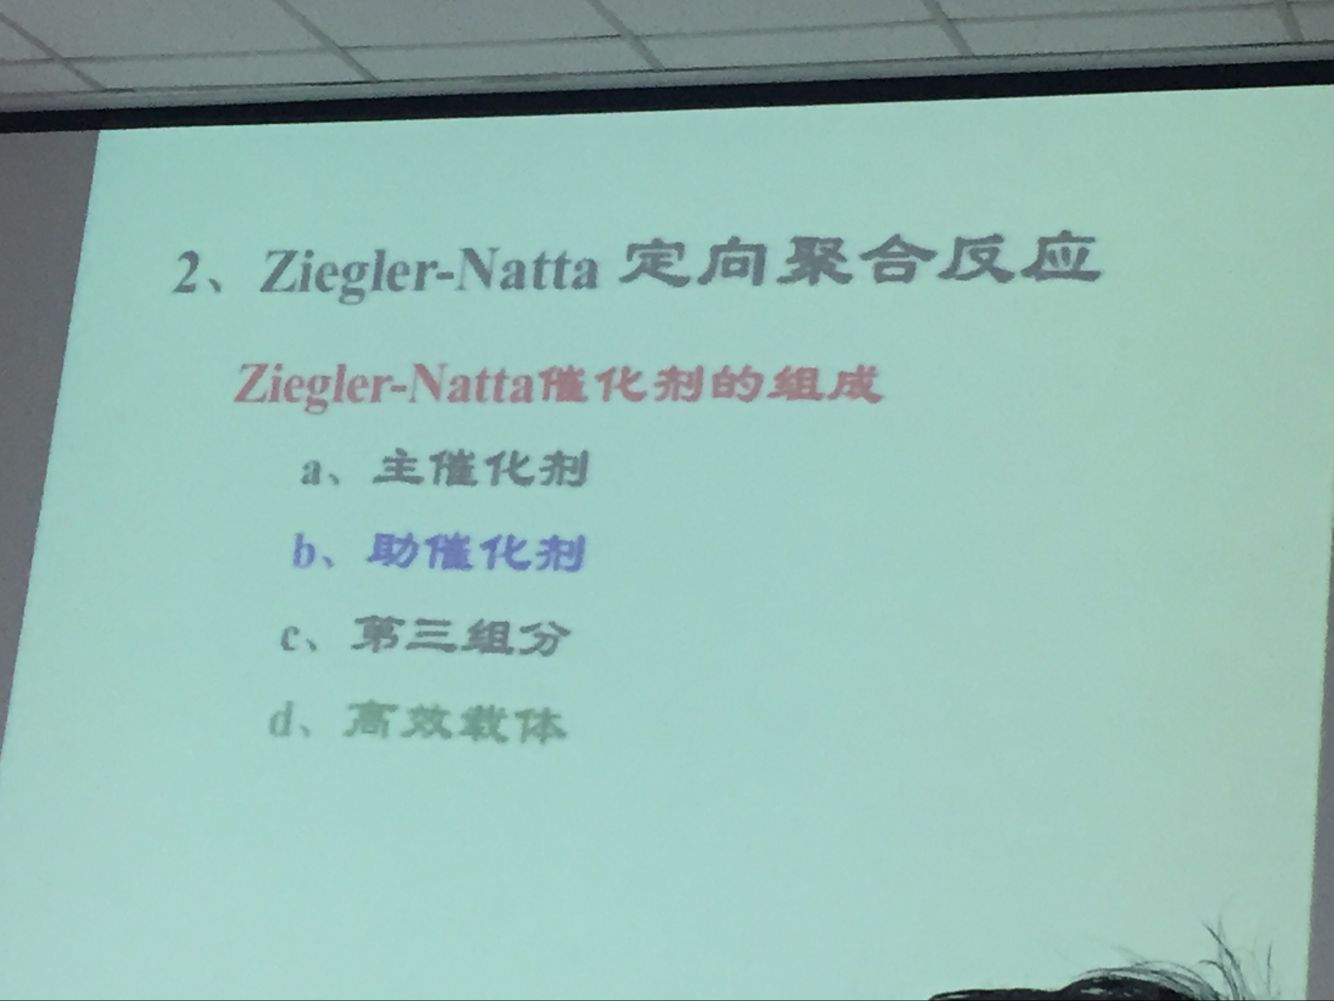 2、Ziegler-Natta 定向聚合反应
Ziegler-Natta催化剂的组成
a、主催化剂
b、助催化剂
c、第三组分
d、高效载体